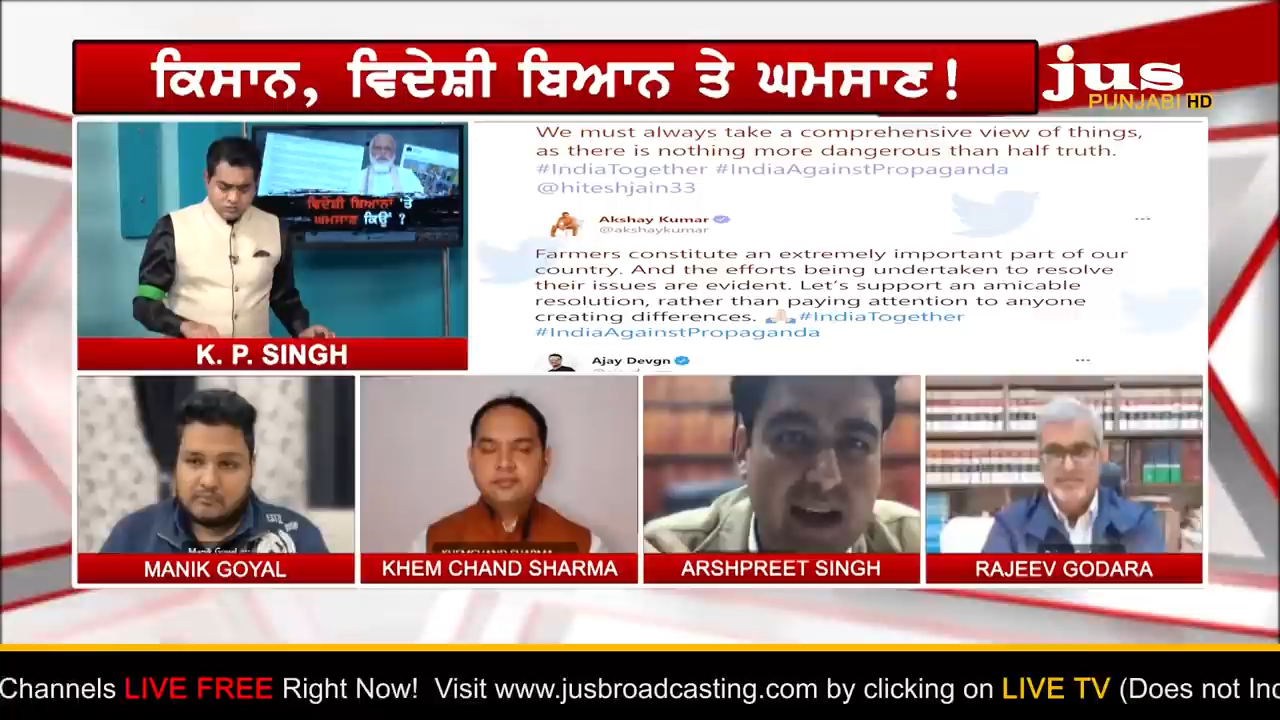 ਕਿਸਾਨ, ਵਿਦੇਸ਼ੀ ਬਿਆਨ ਤੇ ਘਮਸਾਣ!
jus
PUNJABI HD
ਵਿਦੇਸ਼ੀ ਬਿਆਨਾਂ 'ਤੇ
ਘਮਸਾਣ ਕਿਉਂ ?
K. P. SINGH
We must always take a comprehensive view of things,
as there is nothing more dangerous than half truth.
#IndiaTogether #IndiaAgainstPropaganda
@hiteshjain33
Akshay Kumar
@akshaykumar
Farmers constitute an extremely important part of our
country. And the efforts being undertaken to resolve
their issues are evident. Let's support an amicable
resolution, rather than paying attention to anyone
creating differences. 🙏🏻#IndiaTogether
#IndiaAgainstPropaganda
Ajay Devgn
MANIK GOYAL
KHEM CHAND SHARMA
ARSHPREET SINGH
RAJEEV GODARA
Channels LIVE FREE Right Now! Visit www.jusbroadcasting.com by clicking on LIVE TV (Does not Inc